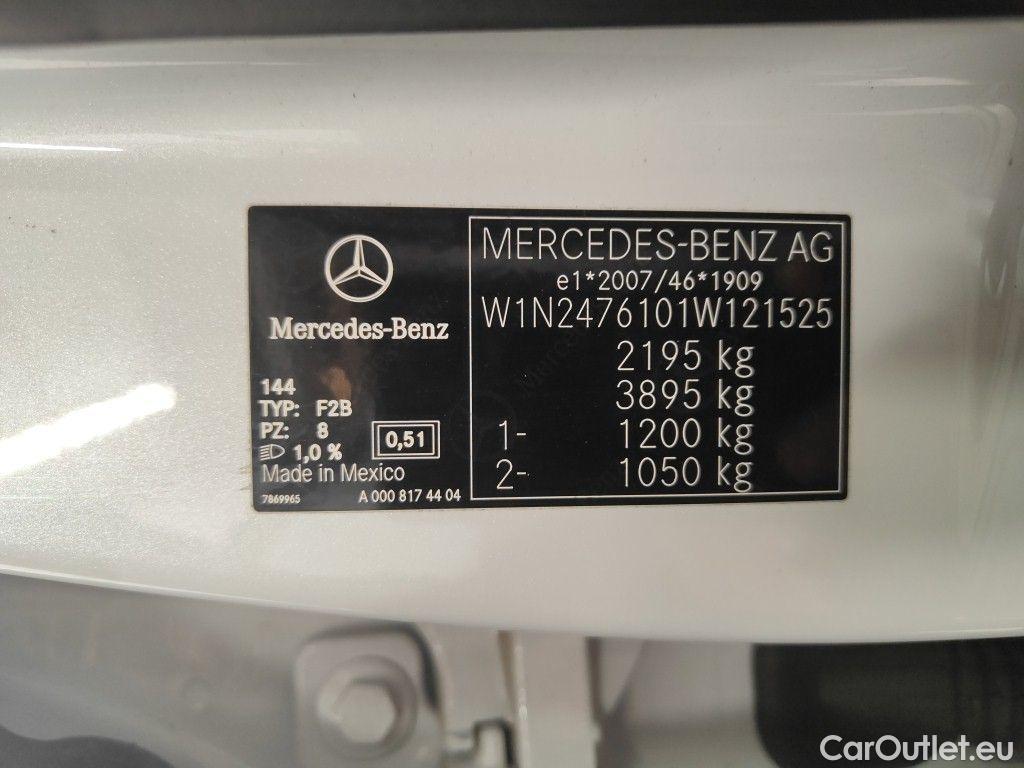 Mercedes-Benz
144
TYP: F2B
PZ: 8
1,0 %
0,51
Made in Mexico
7869965 A 000 817 44 04
MERCEDES-BENZ AG
e1*2007/46*1909
W1N2476101W121525
2195 kg
3895 kg
1- 1200 kg
2- 1050 kg
CarOutlet.eu